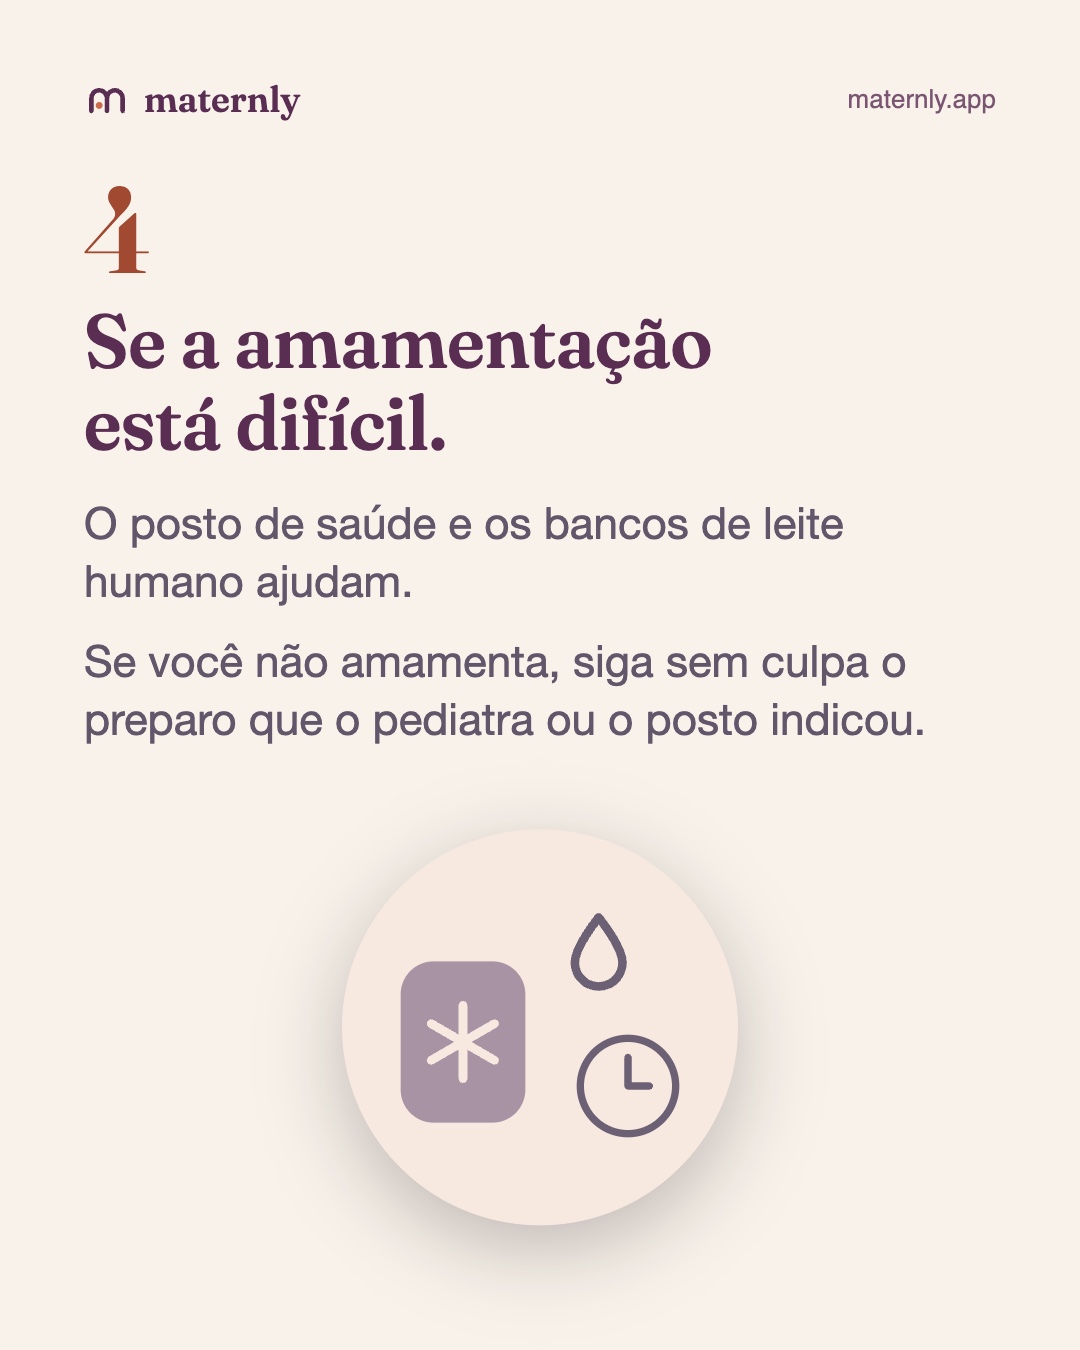 maternly
maternly.app
4
Se a amamentação
está difícil.
O posto de saúde e os bancos de leite
humano ajudam.
Se você não amamenta, siga sem culpa o
preparo que o pediatra ou o posto indicou.